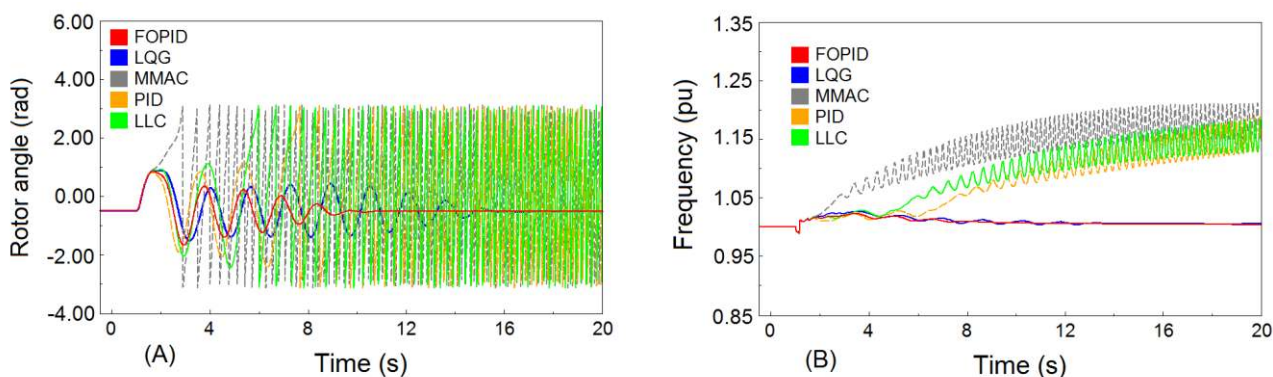 6.00
4.00
2.00
0.00
-2.00
-4.00
Rotor angle (rad)
FOPID
LQG
MMAC
PID
LLC
0 4 8 12 16 20
(A) Time (s)
1.35
1.25
1.15
1.05
0.95
0.85
Frequency (pu)
FOPID
LQG
MMAC
PID
LLC
0 4 8 12 16 20
(B) Time (s)